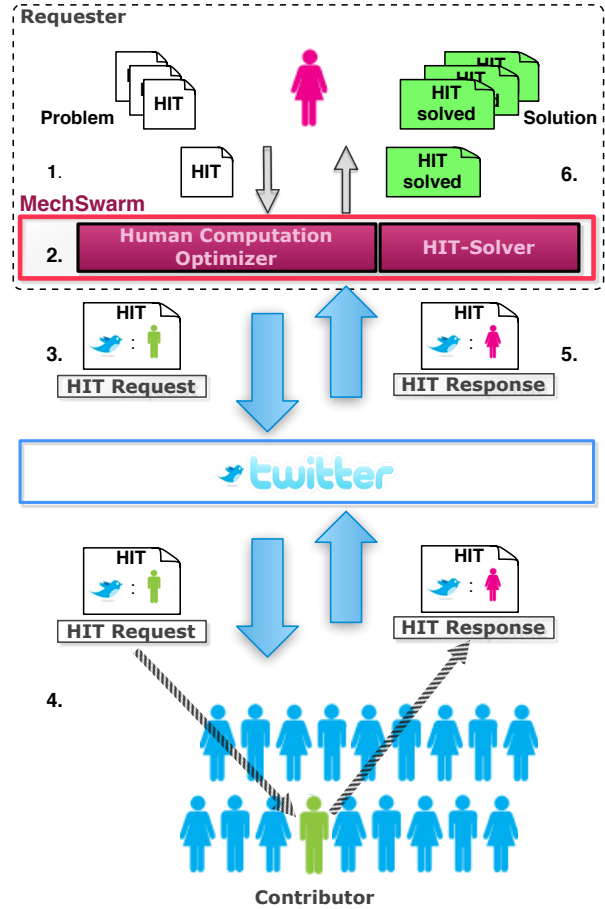 Requester
HIT
HIT
HIT
solved
Problem
Solution
1.
HIT
HIT
solved
6.
MechSwarm
2.
Human Computation
Optimizer
HIT-Solver
HIT
:
HIT
:
3.
5.
HIT Request
HIT Response
twitter
HIT
:
HIT
:
HIT Request
HIT Response
4.
Contributor